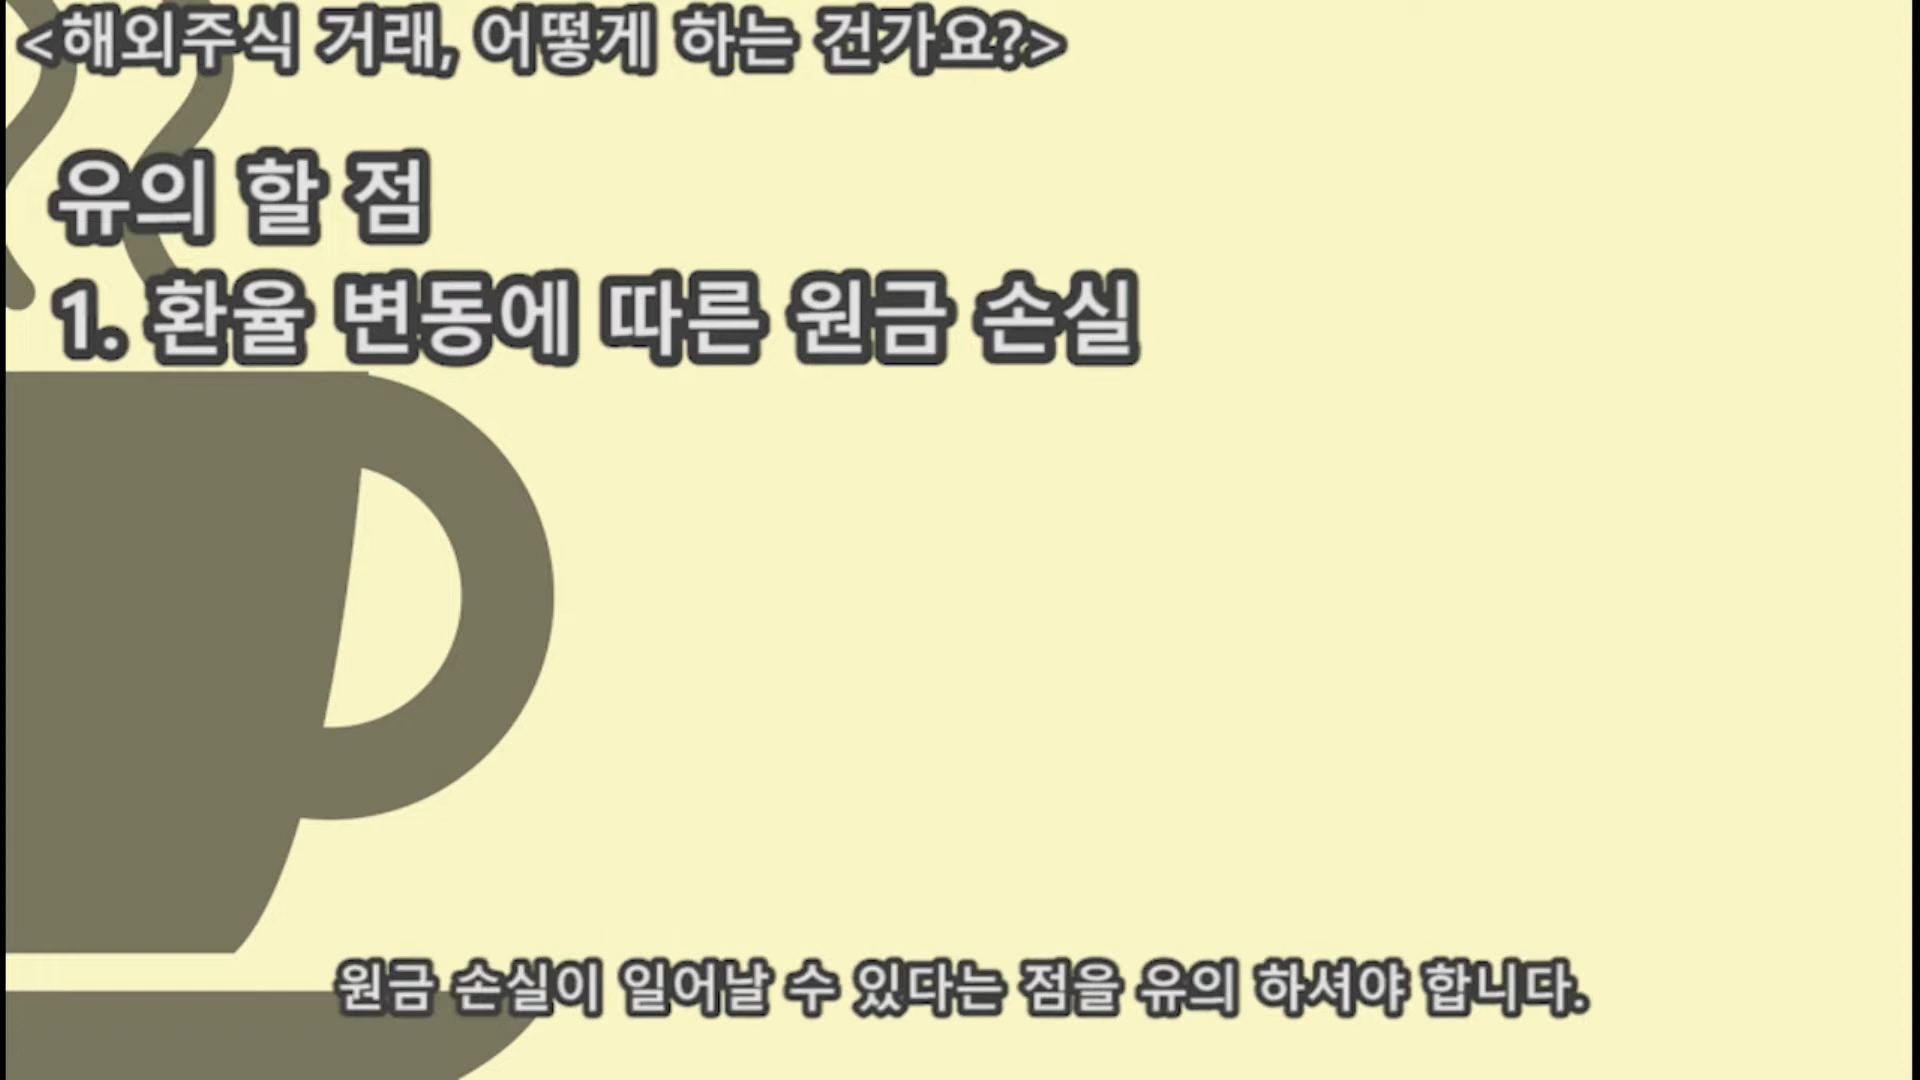 <해외주식 거래, 어떻게 하는 건가요?>
유의 할 점
1. 환율 변동에 따른 원금 손실
원금 손실이 일어날 수 있다는 점을 유의 하셔야 합니다.